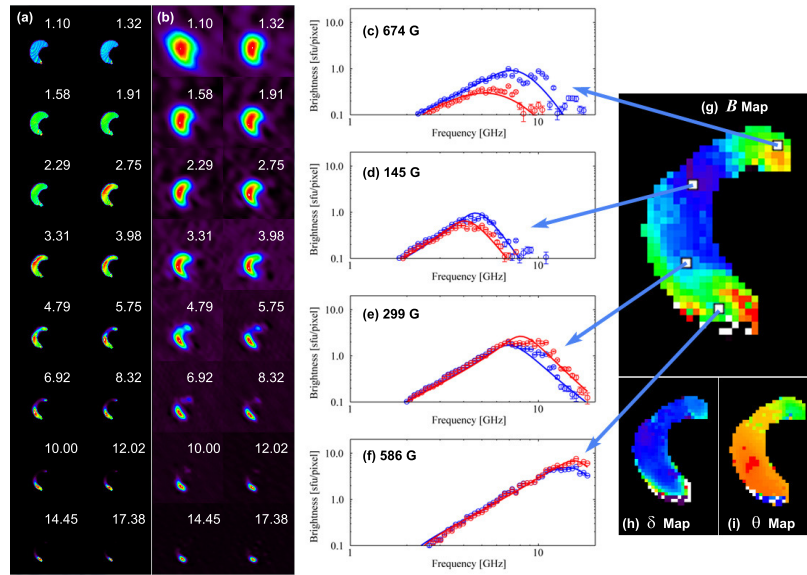 (a)
1.10 1.32
1.58 1.91
2.29 2.75
3.31 3.98
4.79 5.75
6.92 8.32
10.00 12.02
14.45 17.38
(b)
1.10 1.32
1.58 1.91
2.29 2.75
3.31 3.98
4.79 5.75
6.92 8.32
10.00 12.02
14.45 17.38
(c) 674 G
Brightness [sfu/pixel]
10.0
1.0
0.1
1
10
Frequency [GHz]
(d) 145 G
Brightness [sfu/pixel]
10.0
1.0
0.1
1
10
Frequency [GHz]
(e) 299 G
Brightness [sfu/pixel]
10.0
1.0
0.1
1
10
Frequency [GHz]
(f) 586 G
Brightness [sfu/pixel]
10.0
1.0
0.1
1
10
Frequency [GHz]
(g) B Map
(h) δ Map
(i) θ Map